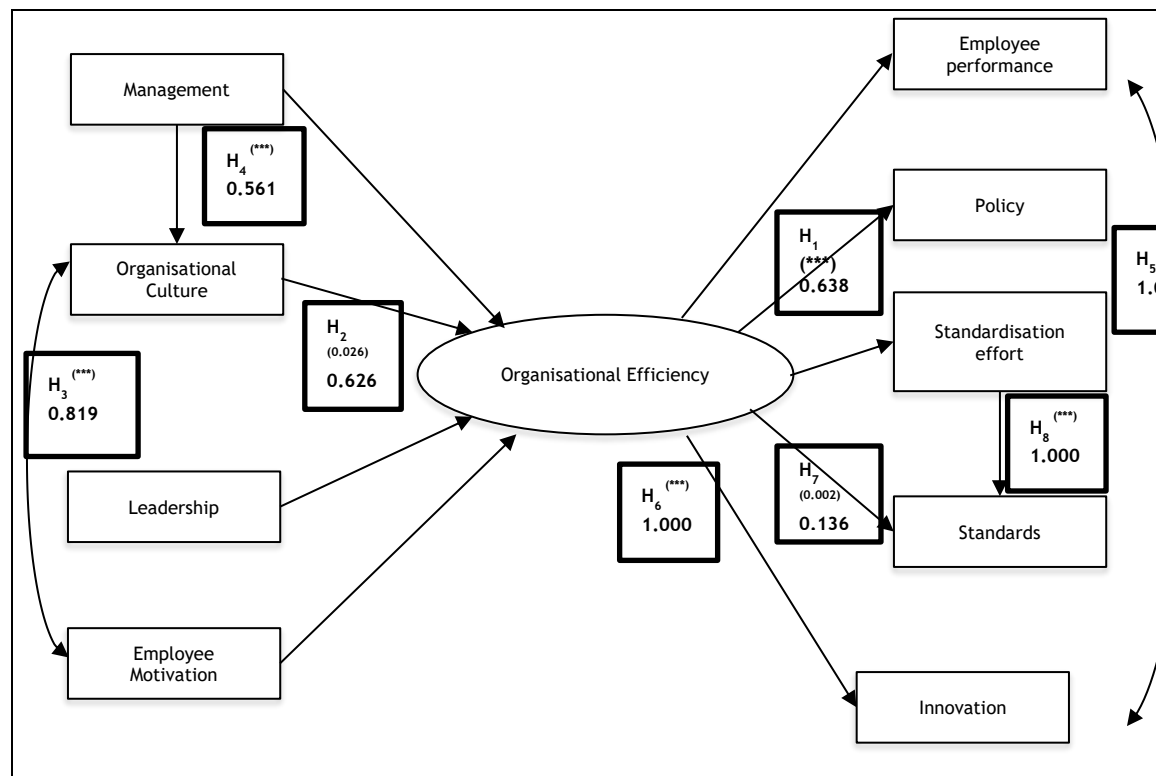 Management
H4 (***)
0.561
Organisational
Culture
H2
(0.026)
0.626
H3 (***)
0.819
Leadership
Employee
Motivation
Organisational Efficiency
Employee
performance
H1
(***)
0.638
Policy
H5
1.0
Standardisation
effort
H8 (***)
1.000
H7
(0.002)
0.136
Standards
H6 (***)
1.000
Innovation